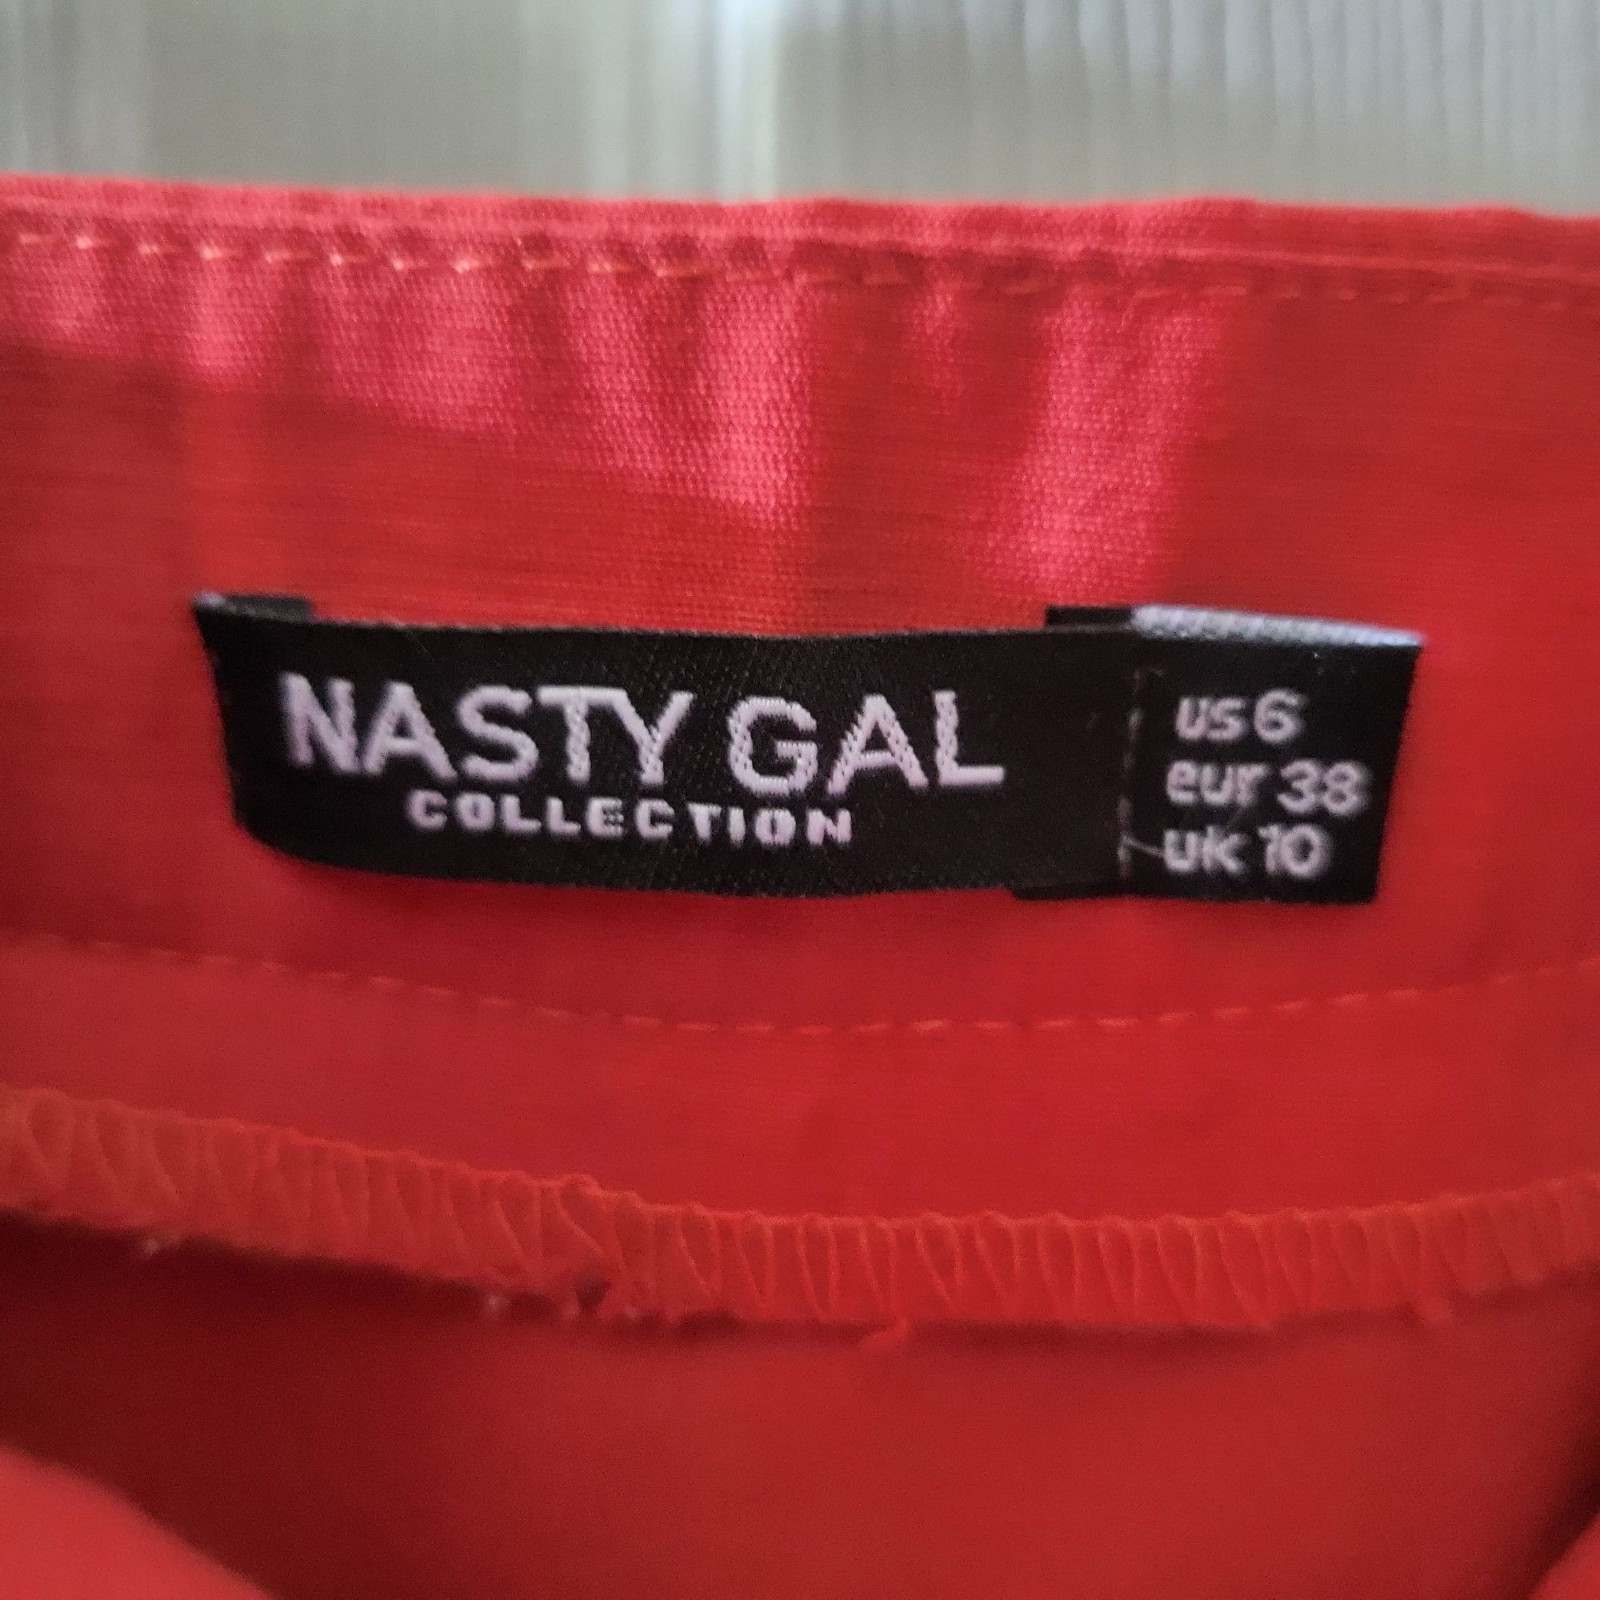 NASTY GAL
COLLECTION
US 6
eur 38
UK 10